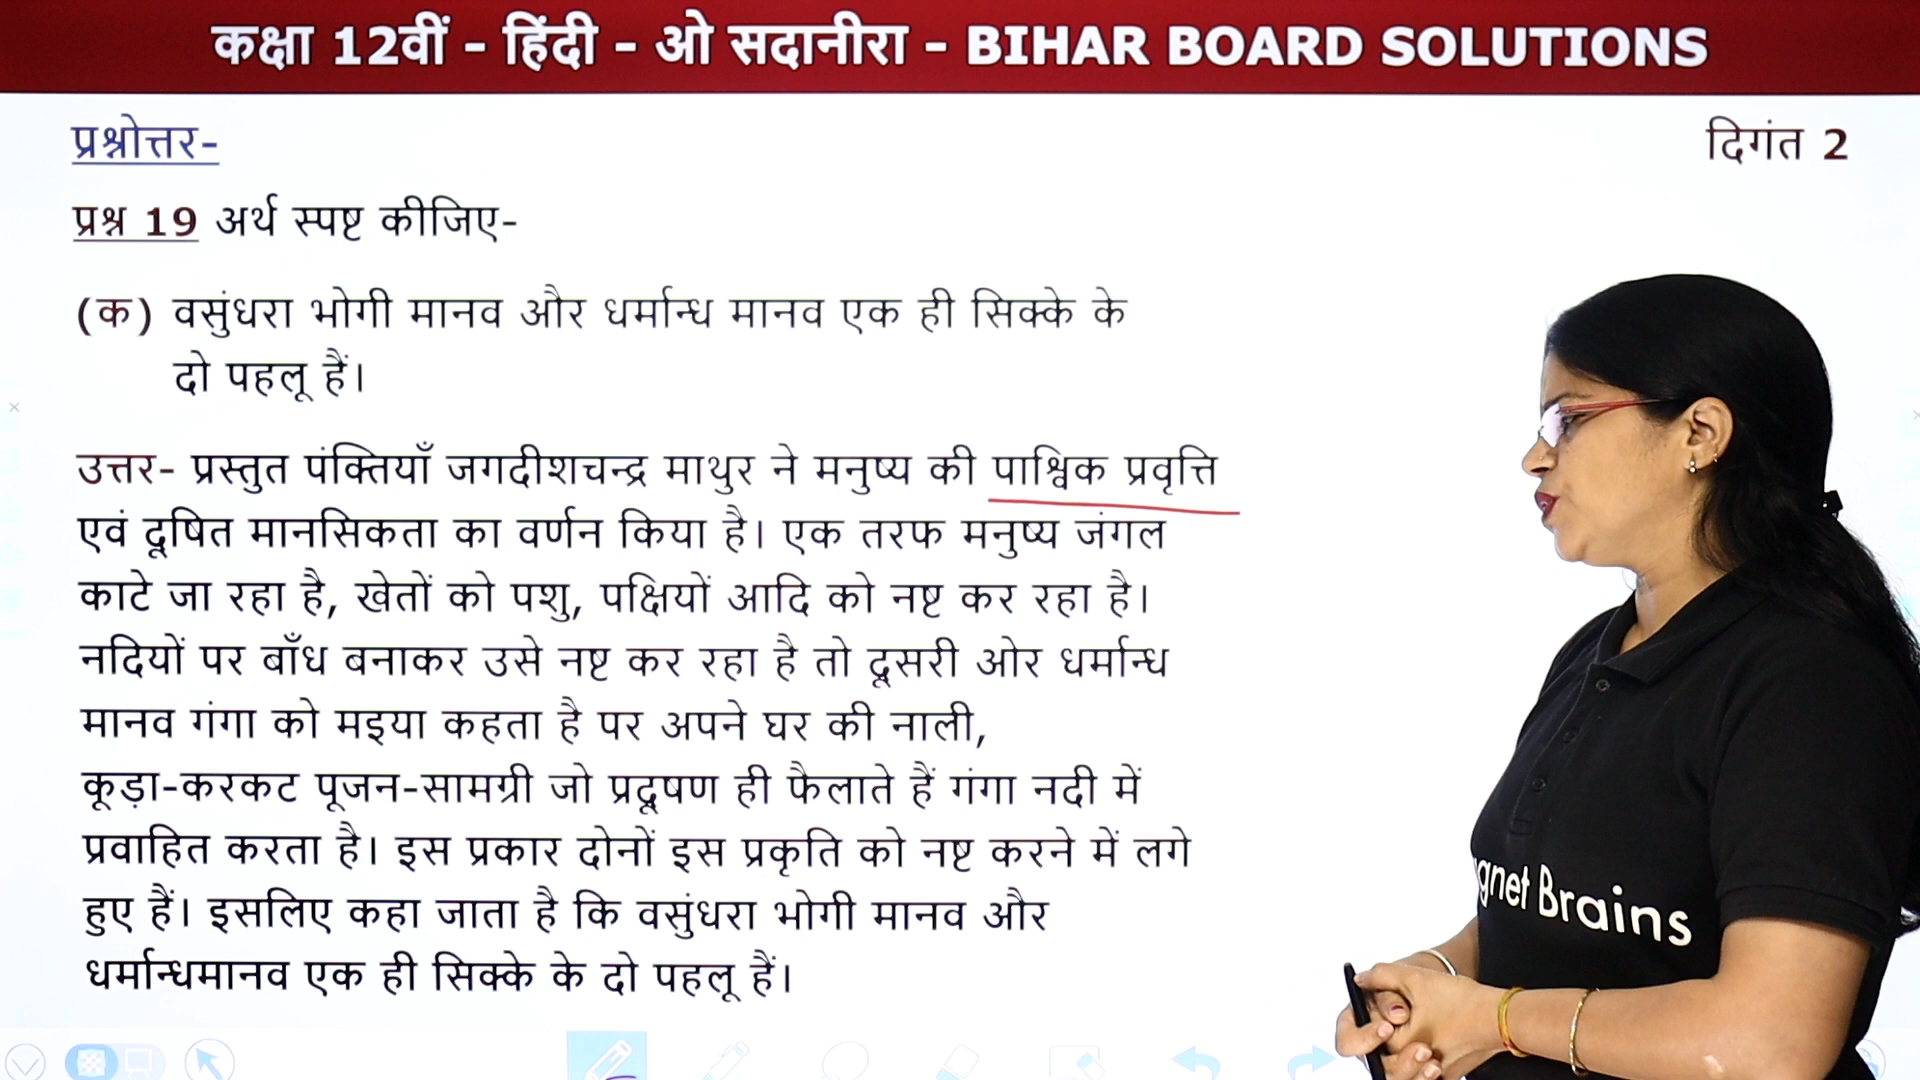 कक्षा 12वीं - हिंदी - ओ सदानीरा - BIHAR BOARD SOLUTIONS
प्रश्नोत्तर-
दिगंत 2
प्रश्न 19 अर्थ स्पष्ट कीजिए-
(क) वसुंधरा भोगी मानव और धर्मान्ध मानव एक ही सिक्के के
दो पहलू हैं।
उत्तर- प्रस्तुत पंक्तियाँ जगदीशचन्द्र माथुर ने मनुष्य की पाश्विक प्रवृत्ति
एवं दूषित मानसिकता का वर्णन किया है। एक तरफ मनुष्य जंगल
काटे जा रहा है, खेतों को पशु, पक्षियों आदि को नष्ट कर रहा है।
नदियों पर बाँध बनाकर उसे नष्ट कर रहा है तो दूसरी ओर धर्मान्ध
मानव गंगा को मइया कहता है पर अपने घर की नाली,
कूड़ा-करकट पूजन-सामग्री जो प्रदूषण ही फैलाते हैं गंगा नदी में
प्रवाहित करता है। इस प्रकार दोनों इस प्रकृति को नष्ट करने में लगे
हुए हैं। इसलिए कहा जाता है कि वसुंधरा भोगी मानव और
धर्मान्धमानव एक ही सिक्के के दो पहलू हैं।
gnet Brains